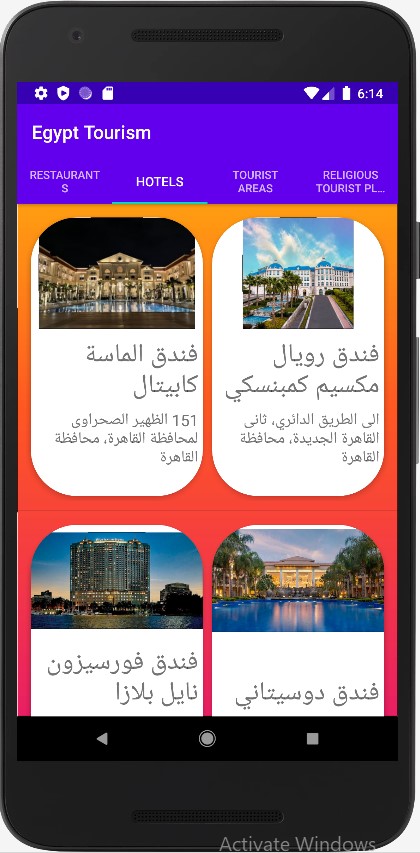 6:14
Egypt Tourism
RESTAURANT
S
HOTELS
TOURIST
AREAS
RELIGIOUS
TOURIST PL...
فندق الماسة
كابيتال
151 الظهير الصحراوى
لمحافظة القاهرة، محافظة
القاهرة
فندق رويال
مكسيم كمبنسكي
الى الطريق الدائري، ثانى
القاهرة الجديدة، محافظة
القاهرة
فندق فورسيزون
نايل بلازا
فندق دوسيتاني
Activate Windows